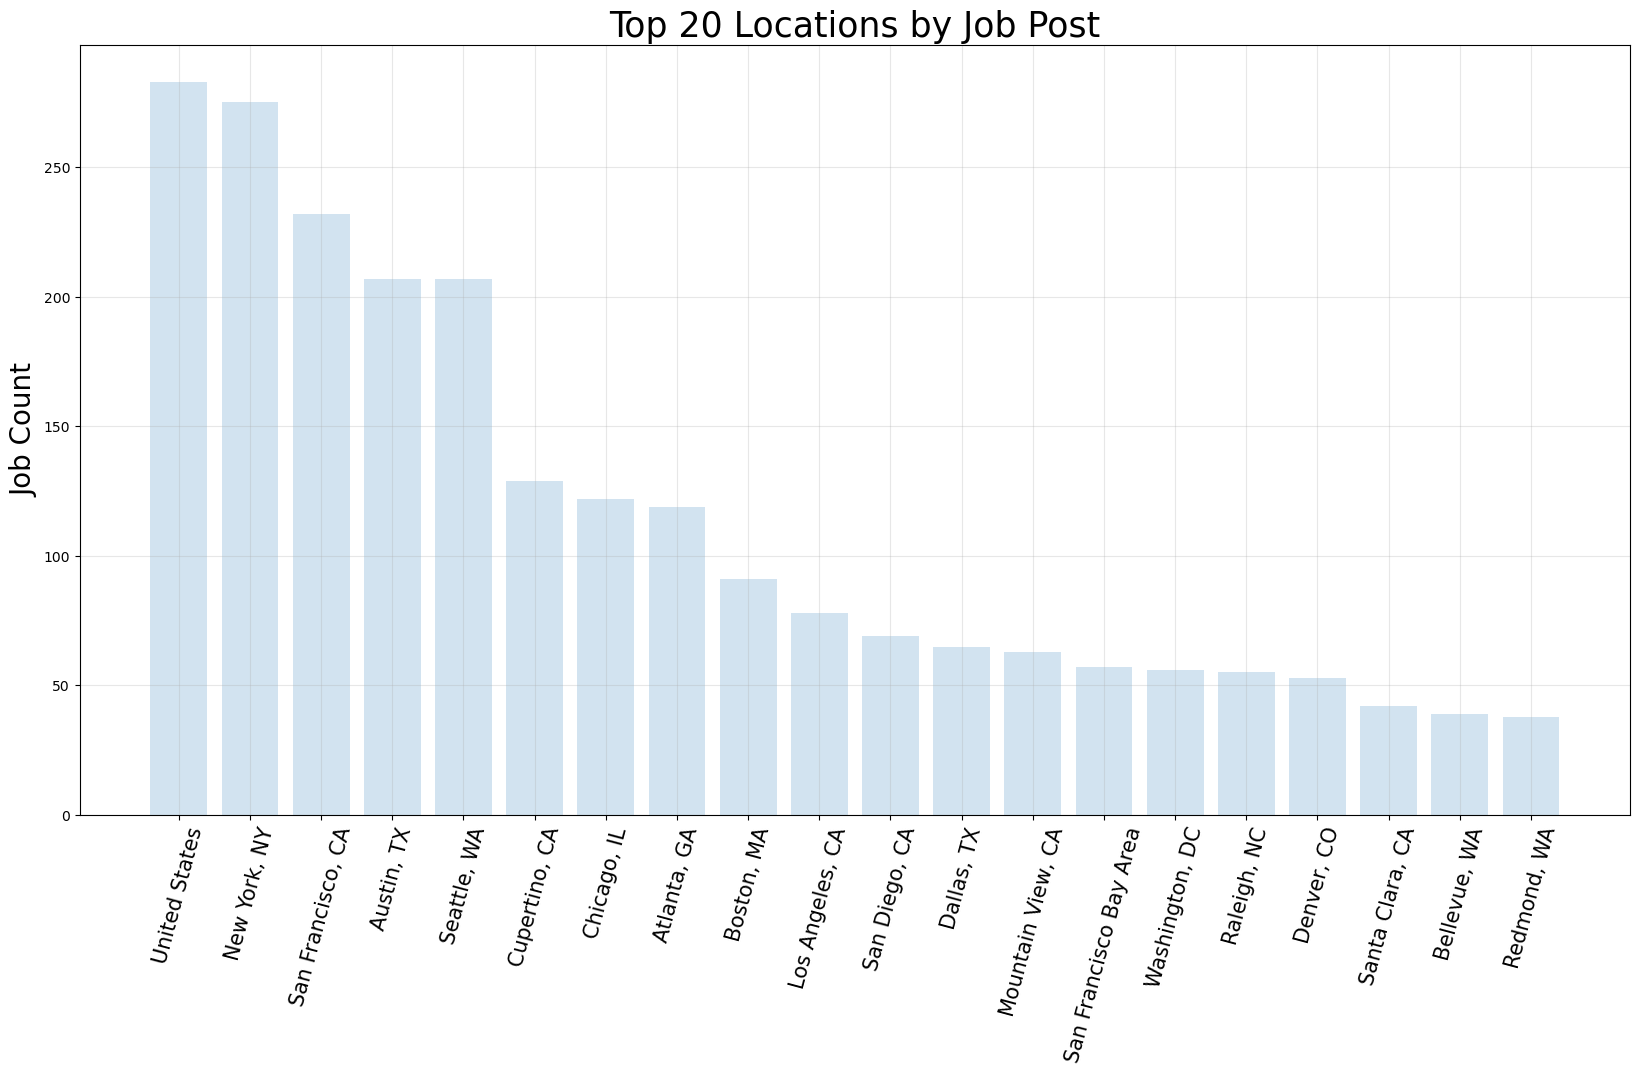 Top 20 Locations by Job Post
Job Count
250
200
150
100
50
0
United States
New York, NY
San Francisco, CA
Austin, TX
Seattle, WA
Cupertino, CA
Chicago, IL
Atlanta, GA
Boston, MA
Los Angeles, CA
San Diego, CA
Dallas, TX
Mountain View, CA
San Francisco Bay Area
Washington, DC
Raleigh, NC
Denver, CO
Santa Clara, CA
Bellevue, WA
Redmond, WA